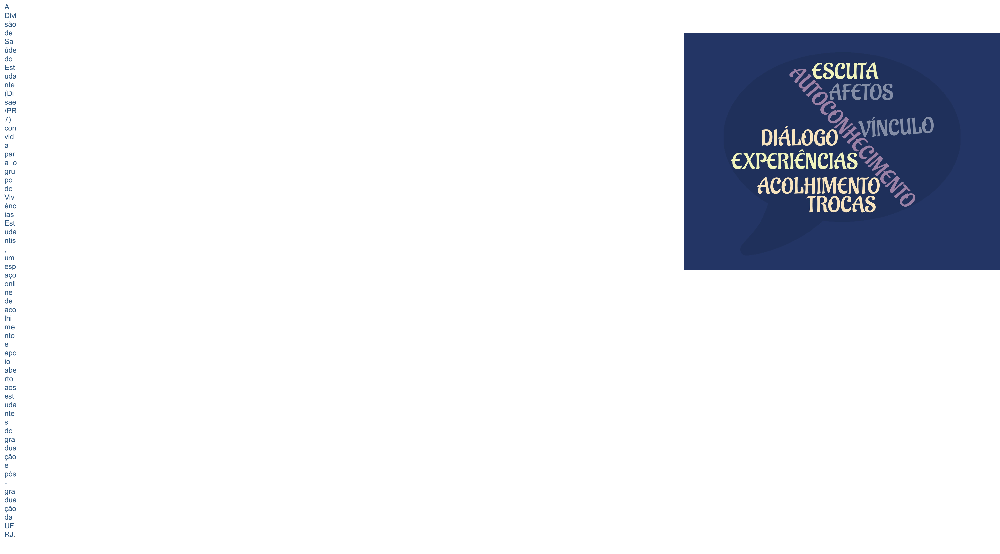 A
Divi
são
de
Sa
úde
do
Est
uda
nte
(Di
sae
/PR
7)
con
vid
a
par
a o
gru
po
de
Viv
ênc
ias
Est
uda
ntis
,
um
esp
aço
onli
ne
de
aco
lhi
me
nto
e
apo
io
abe
rto
aos
est
uda
nte
s
de
gra
dua
ção
e
pós
-
gra
dua
ção
da
UF
RJ.
ESCUTA
AFETOS
AUTOCONHECIMENTO
VÍNCULO
DIÁLOGO
EXPERIÊNCIAS
ACOLHIMENTO
TROCAS